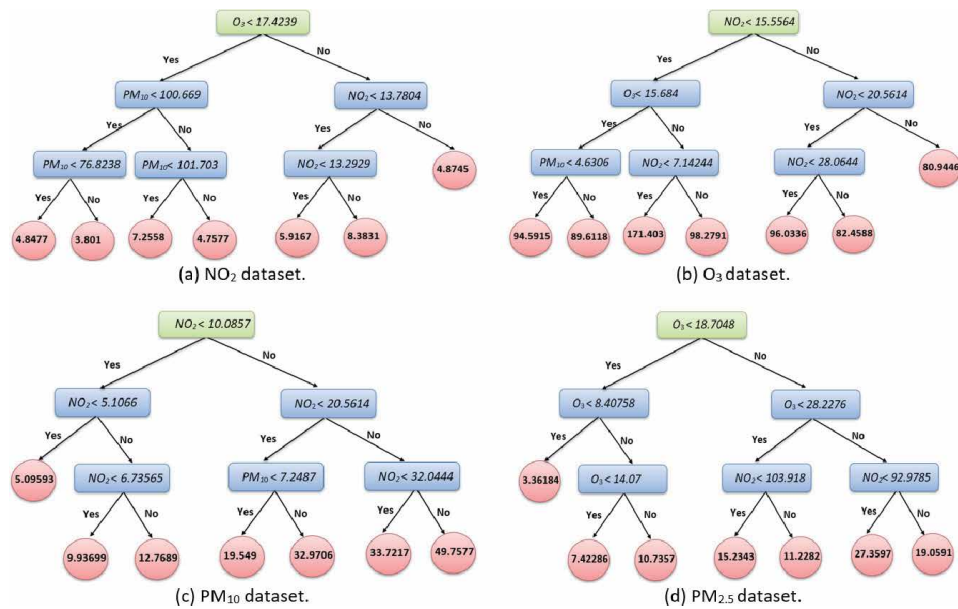 O₃ < 17.4239
Yes
No
PM₁₀ < 100.669
NO₂ < 13.7804
Yes
No
Yes
No
PM₁₀ < 76.8238
PM₁₀ < 101.703
NO₂ < 13.2929
4.8745
Yes
No
Yes
No
Yes
No
4.8477
3.801
7.2558
4.7577
5.9167
8.3831
(a) NO₂ dataset.
NO₂ < 15.5564
Yes
No
O₃ < 15.684
NO₂ < 20.5614
Yes
No
Yes
No
PM₁₀ < 4.6306
NO₂ < 7.14244
NO₂ < 28.0644
80.9446
Yes
No
Yes
No
Yes
No
94.5915
89.6118
171.403
98.2791
96.0336
82.4588
(b) O₃ dataset.
NO₂ < 10.0857
Yes
No
NO₂ < 5.1066
NO₂ < 20.5614
Yes
No
Yes
No
5.09593
NO₂ < 6.73565
PM₁₀ < 7.2487
NO₂ < 32.0444
Yes
No
Yes
No
Yes
No
9.93699
12.7689
19.549
32.9706
33.7217
49.7577
(c) PM₁₀ dataset.
O₃ < 18.7048
Yes
No
O₃ < 8.40758
O₃ < 28.2276
Yes
No
Yes
No
3.36184
O₃ < 14.07
NO₂ < 103.918
NO₂ < 92.9785
Yes
No
Yes
No
Yes
No
7.42286
10.7357
15.2343
11.2282
27.3597
19.0591
(d) PM₂.₅ dataset.